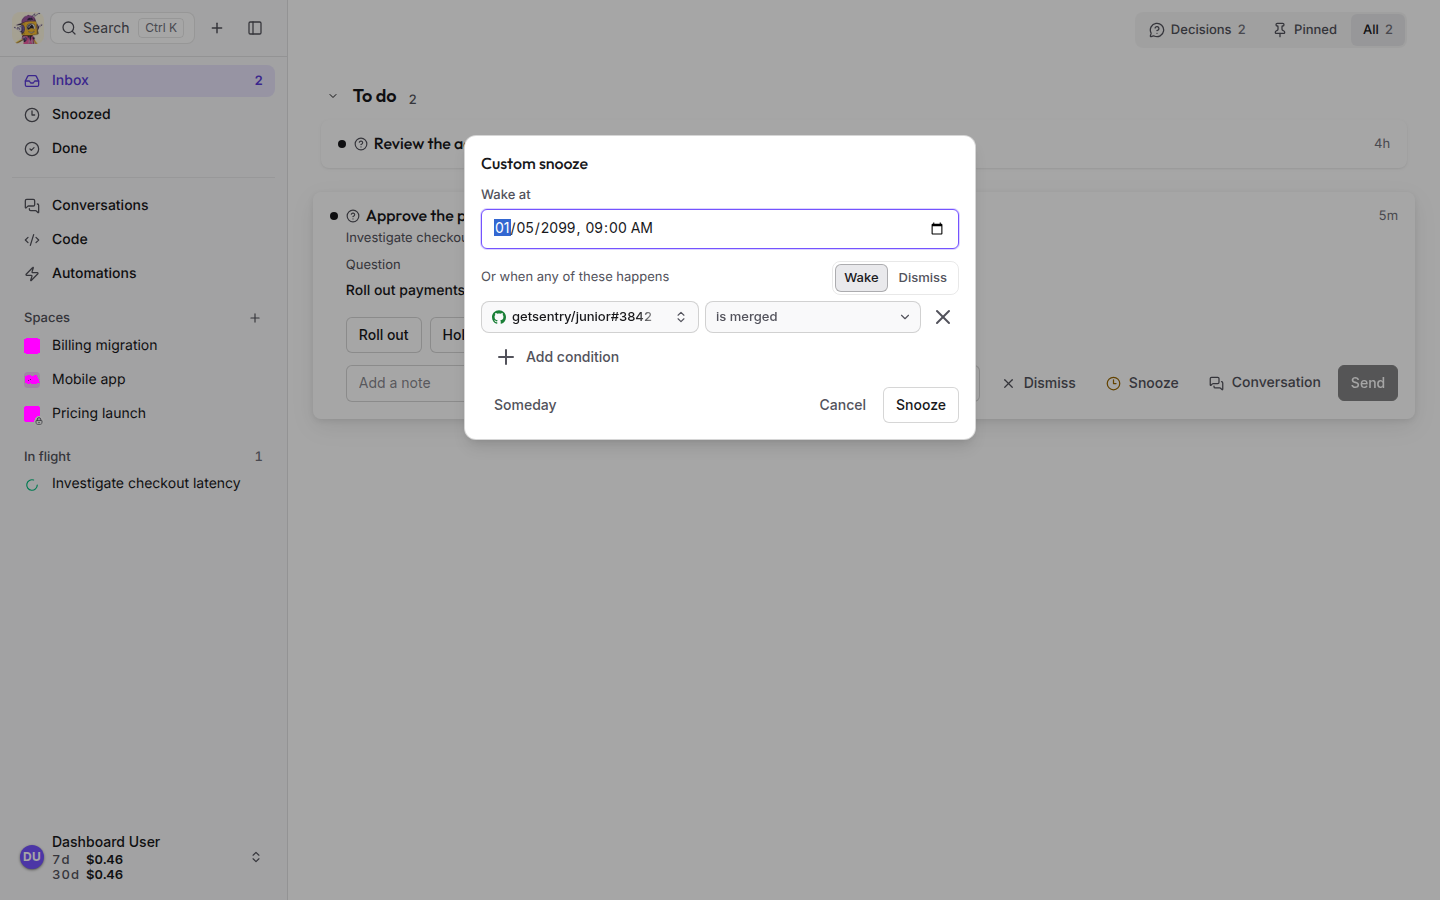 Search Ctrl K
Inbox 2
Snoozed
Done
Conversations
Code
Automations
Spaces
Billing migration
Mobile app
Pricing launch
In flight 1
Investigate checkout latency
DU Dashboard User
7d $0.46
30d $0.46
Decisions 2 Pinned All 2
To do 2
Review the a 4h
Approve the p 5m
Investigate checkou
Question
Roll out payments
Roll out Hol
Add a note Dismiss Snooze Conversation Send
Custom snooze
Wake at
01/05/2099, 09:00 AM
Or when any of these happens Wake Dismiss
getsentry/junior#3842 is merged
Add condition
Someday Cancel Snooze